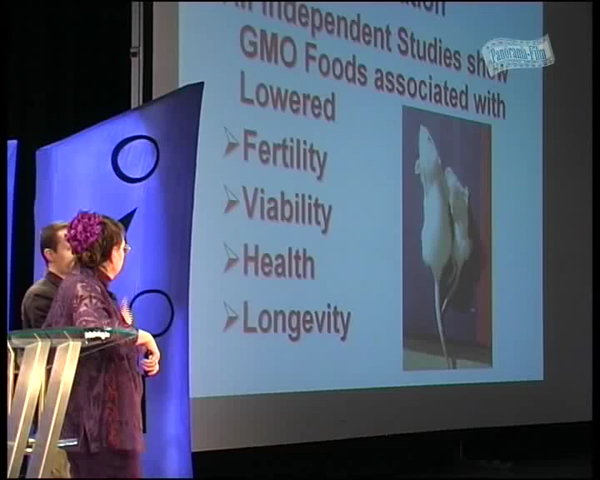 All Independent Studies show
GMO Foods associated with
Lowered
Fertility
Viability
Health
Longevity
Panorama-Film